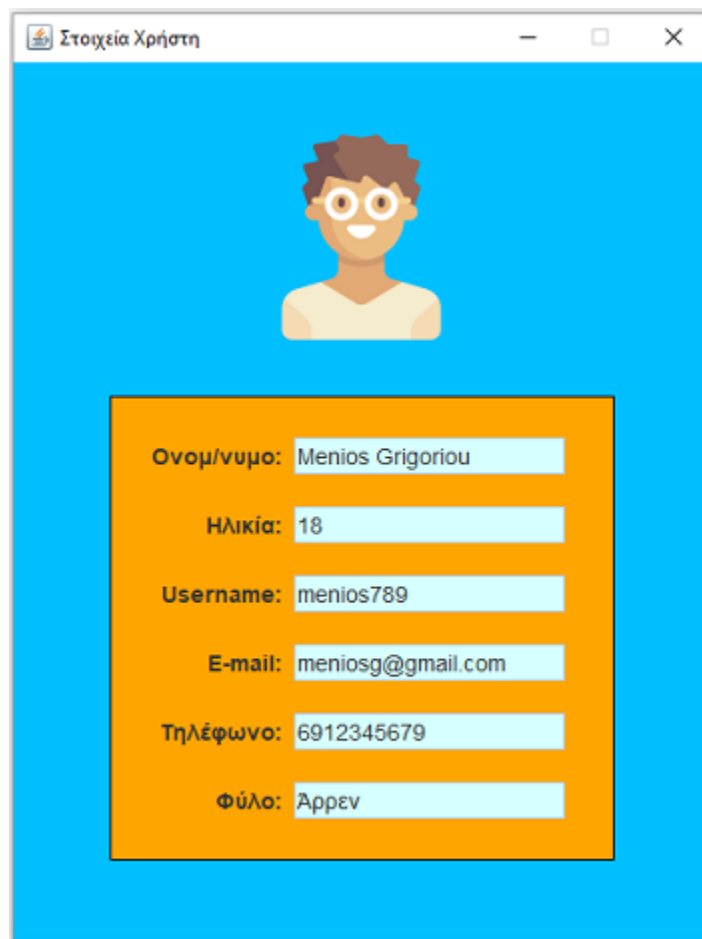 Στοιχεία Χρήστη
Ονομ/νυμο: Menios Grigoriou
Ηλικία: 18
Username: menios789
E-mail: meniosg@gmail.com
Τηλέφωνο: 6912345679
Φύλο: Άρρεν